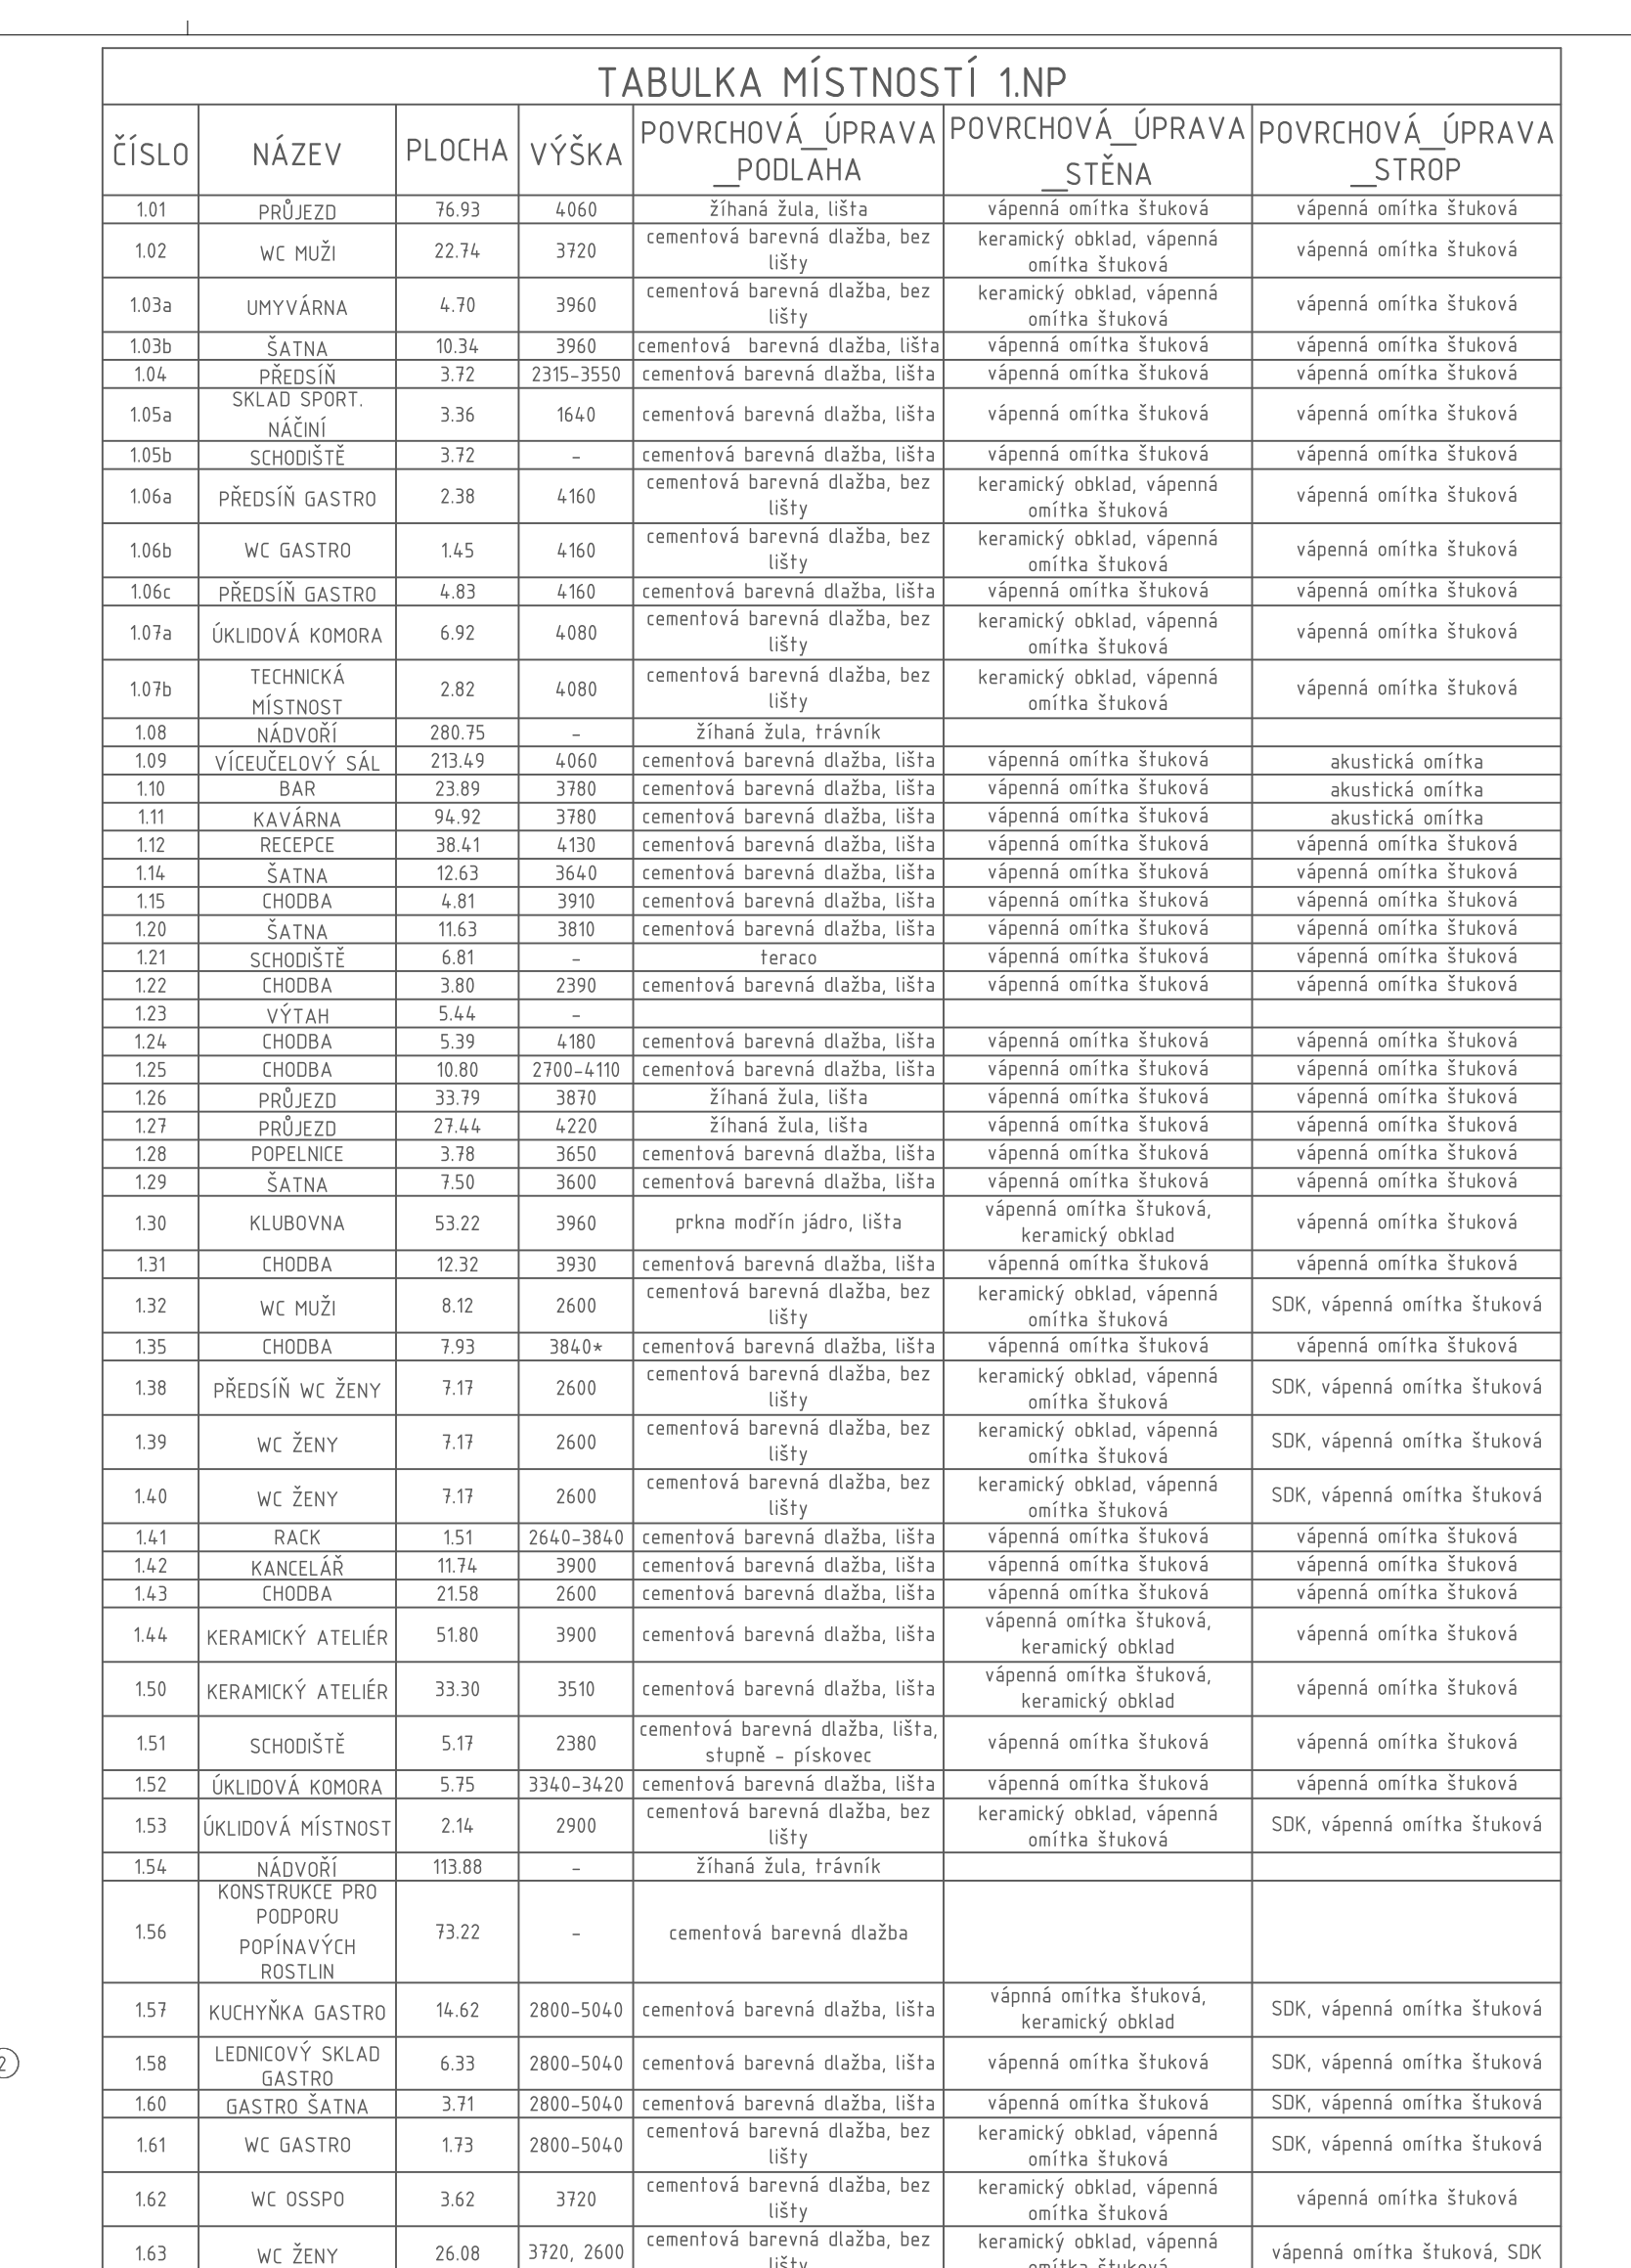 TABULKA MÍSTNOSTÍ 1.NP
ČÍSLO NÁZEV PLOCHA VÝŠKA POVRCHOVÁ_ÚPRAVA _PODLAHA POVRCHOVÁ_ÚPRAVA _STĚNA POVRCHOVÁ_ÚPRAVA _STROP
1.01 PRŮJEZD 76.93 4060 žíhaná žula, lišta vápenná omítka štuková vápenná omítka štuková
1.02 WC MUŽI 22.74 3720 cementová barevná dlažba, bez lišty keramický obklad, vápenná omítka štuková vápenná omítka štuková
1.03a UMYVÁRNA 4.70 3960 cementová barevná dlažba, bez lišty keramický obklad, vápenná omítka štuková vápenná omítka štuková
1.03b ŠATNA 10.34 3960 cementová barevná dlažba, lišta vápenná omítka štuková vápenná omítka štuková
1.04 PŘEDSÍŇ 3.72 2315-3550 cementová barevná dlažba, lišta vápenná omítka štuková vápenná omítka štuková
1.05a SKLAD SPORT. NÁČINÍ 3.36 1640 cementová barevná dlažba, lišta vápenná omítka štuková vápenná omítka štuková
1.05b SCHODIŠTĚ 3.72 - cementová barevná dlažba, lišta vápenná omítka štuková vápenná omítka štuková
1.06a PŘEDSÍŇ GASTRO 2.38 4160 cementová barevná dlažba, bez lišty keramický obklad, vápenná omítka štuková vápenná omítka štuková
1.06b WC GASTRO 1.45 4160 cementová barevná dlažba, bez lišty keramický obklad, vápenná omítka štuková vápenná omítka štuková
1.06c PŘEDSÍŇ GASTRO 4.83 4160 cementová barevná dlažba, lišta vápenná omítka štuková vápenná omítka štuková
1.07a ÚKLIDOVÁ KOMORA 6.92 4080 cementová barevná dlažba, bez lišty keramický obklad, vápenná omítka štuková vápenná omítka štuková
1.07b TECHNICKÁ MÍSTNOST 2.82 4080 cementová barevná dlažba, bez lišty keramický obklad, vápenná omítka štuková vápenná omítka štuková
1.08 NÁDVOŘÍ 280.75 - žíhaná žula, trávník
1.09 VÍCEUČELOVÝ SÁL 213.49 4060 cementová barevná dlažba, lišta vápenná omítka štuková akustická omítka
1.10 BAR 23.89 3780 cementová barevná dlažba, lišta vápenná omítka štuková akustická omítka
1.11 KAVÁRNA 94.92 3780 cementová barevná dlažba, lišta vápenná omítka štuková akustická omítka
1.12 RECEPCE 38.41 4130 cementová barevná dlažba, lišta vápenná omítka štuková vápenná omítka štuková
1.14 ŠATNA 12.63 3640 cementová barevná dlažba, lišta vápenná omítka štuková vápenná omítka štuková
1.15 CHODBA 4.81 3910 cementová barevná dlažba, lišta vápenná omítka štuková vápenná omítka štuková
1.20 ŠATNA 11.63 3810 cementová barevná dlažba, lišta vápenná omítka štuková vápenná omítka štuková
1.21 SCHODIŠTĚ 6.81 - teraco vápenná omítka štuková vápenná omítka štuková
1.22 CHODBA 3.80 2390 cementová barevná dlažba, lišta vápenná omítka štuková vápenná omítka štuková
1.23 VÝTAH 5.44 -
1.24 CHODBA 5.39 4180 cementová barevná dlažba, lišta vápenná omítka štuková vápenná omítka štuková
1.25 CHODBA 10.80 2700-4110 cementová barevná dlažba, lišta vápenná omítka štuková vápenná omítka štuková
1.26 PRŮJEZD 33.79 3870 žíhaná žula, lišta vápenná omítka štuková vápenná omítka štuková
1.27 PRŮJEZD 27.44 4220 žíhaná žula, lišta vápenná omítka štuková vápenná omítka štuková
1.28 POPELNICE 3.78 3650 cementová barevná dlažba, lišta vápenná omítka štuková vápenná omítka štuková
1.29 ŠATNA 7.50 3600 cementová barevná dlažba, lišta vápenná omítka štuková vápenná omítka štuková
1.30 KLUBOVNA 53.22 3960 prkna modřín jádro, lišta vápenná omítka štuková, keramický obklad vápenná omítka štuková
1.31 CHODBA 12.32 3930 cementová barevná dlažba, lišta vápenná omítka štuková vápenná omítka štuková
1.32 WC MUŽI 8.12 2600 cementová barevná dlažba, bez lišty keramický obklad, vápenná omítka štuková SDK, vápenná omítka štuková
1.35 CHODBA 7.93 3840* cementová barevná dlažba, lišta vápenná omítka štuková vápenná omítka štuková
1.38 PŘEDSÍŇ WC ŽENY 7.17 2600 cementová barevná dlažba, bez lišty keramický obklad, vápenná omítka štuková SDK, vápenná omítka štuková
1.39 WC ŽENY 7.17 2600 cementová barevná dlažba, bez lišty keramický obklad, vápenná omítka štuková SDK, vápenná omítka štuková
1.40 WC ŽENY 7.17 2600 cementová barevná dlažba, bez lišty keramický obklad, vápenná omítka štuková SDK, vápenná omítka štuková
1.41 RACK 1.51 2640-3840 cementová barevná dlažba, lišta vápenná omítka štuková vápenná omítka štuková
1.42 KANCELÁŘ 11.74 3900 cementová barevná dlažba, lišta vápenná omítka štuková vápenná omítka štuková
1.43 CHODBA 21.58 2600 cementová barevná dlažba, lišta vápenná omítka štuková vápenná omítka štuková
1.44 KERAMICKÝ ATELIÉR 51.80 3900 cementová barevná dlažba, lišta vápenná omítka štuková, keramický obklad vápenná omítka štuková
1.50 KERAMICKÝ ATELIÉR 33.30 3510 cementová barevná dlažba, lišta vápenná omítka štuková, keramický obklad vápenná omítka štuková
1.51 SCHODIŠTĚ 5.17 2380 cementová barevná dlažba, lišta, stupně - pískovec vápenná omítka štuková vápenná omítka štuková
1.52 ÚKLIDOVÁ KOMORA 5.75 3340-3420 cementová barevná dlažba, lišta vápenná omítka štuková vápenná omítka štuková
1.53 ÚKLIDOVÁ MÍSTNOST 2.14 2900 cementová barevná dlažba, bez lišty keramický obklad, vápenná omítka štuková SDK, vápenná omítka štuková
1.54 NÁDVOŘÍ 113.88 - žíhaná žula, trávník
1.56 KONSTRUKCE PRO PODPORU POPÍNAVÝCH ROSTLIN 73.22 - cementová barevná dlažba
1.57 KUCHYŇKA GASTRO 14.62 2800-5040 cementová barevná dlažba, lišta vápnná omítka štuková, keramický obklad SDK, vápenná omítka štuková
1.58 LEDNICOVÝ SKLAD GASTRO 6.33 2800-5040 cementová barevná dlažba, lišta vápenná omítka štuková SDK, vápenná omítka štuková
1.60 GASTRO ŠATNA 3.71 2800-5040 cementová barevná dlažba, lišta vápenná omítka štuková SDK, vápenná omítka štuková
1.61 WC GASTRO 1.73 2800-5040 cementová barevná dlažba, bez lišty keramický obklad, vápenná omítka štuková SDK, vápenná omítka štuková
1.62 WC OSSPO 3.62 3720 cementová barevná dlažba, bez lišty keramický obklad, vápenná omítka štuková vápenná omítka štuková
1.63 WC ŽENY 26.08 3720, 2600 cementová barevná dlažba, bez lišty keramický obklad, vápenná omítka štuková vápenná omítka štuková, SDK
2